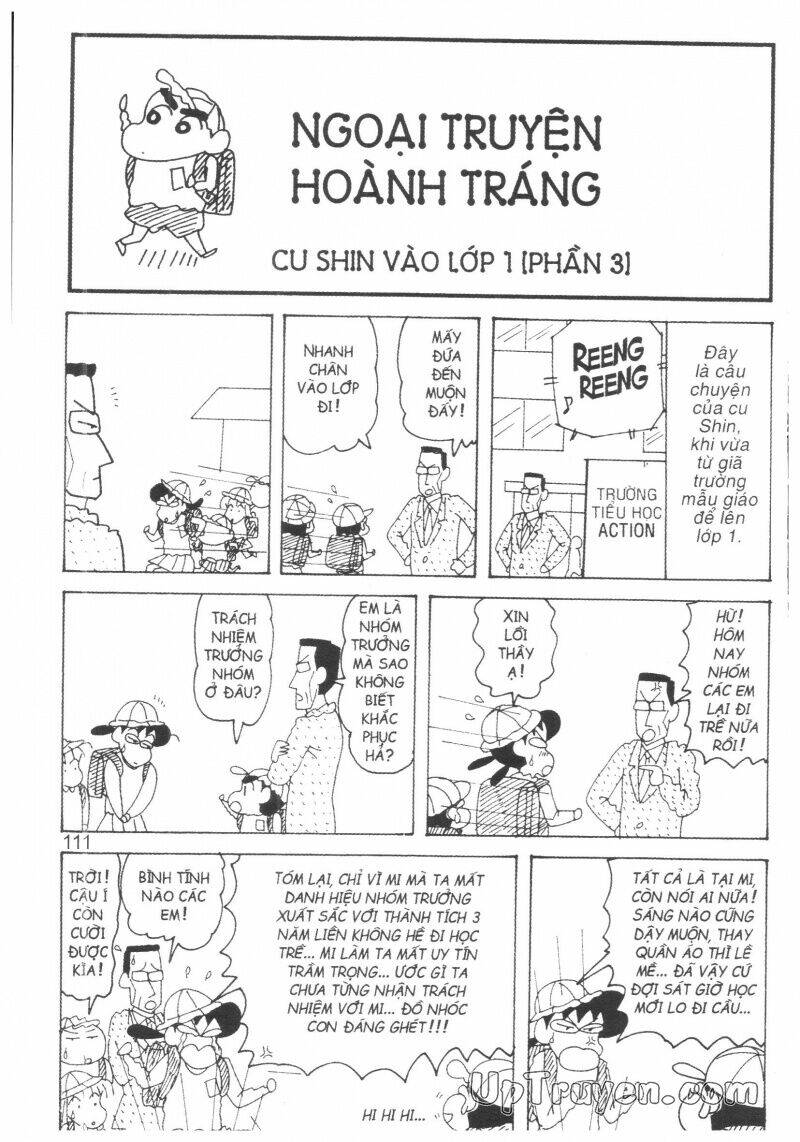 NGOẠI TRUYỆN
HOÀNH TRÁNG
CU SHIN VÀO LỚP 1 [PHẦN 3]
Đây
là câu
chuyện
của cu
Shin,
khi vừa
từ giã
trường
mẫu giáo
để lên
lớp 1.
REENG
REENG
TRƯỜNG
TIỂU HỌC
ACTION
MẤY
ĐỨA
ĐẾN
MUỘN
ĐẤY!
NHANH
CHÂN
VÀO LỚP
ĐI!
HỪ!
HÔM
NAY
NHÓM
CÁC EM
LẠI ĐI
TRỄ NỮA
RỒI!
XIN
LỖI
THẦY
Ạ!
EM LÀ
NHÓM
TRƯỞNG
MÀ SAO
KHÔNG
BIẾT
KHẮC
PHỤC
HẢ?
TRÁCH
NHIỆM
TRƯỞNG
NHÓM
Ở ĐÂU?
111
TẤT CẢ LÀ TẠI MI,
CÒN NÓI AI NỮA!
SÁNG NÀO CŨNG
DẬY MUỘN, THAY
QUẦN ÁO THÌ LỀ
MỀ... ĐÃ VẬY CỨ
ĐỢI SÁT GIỜ HỌC
MỚI LO ĐI CẦU...
TÓM LẠI, CHỈ VÌ MI MÀ TA MẤT
DANH HIỆU NHÓM TRƯỞNG
XUẤT SẮC VỚI THÀNH TÍCH 3
NĂM LIỀN KHÔNG HỀ ĐI HỌC
TRỄ... MI LÀM TA MẤT UY TÍN
TRẦM TRỌNG... ƯỚC GÌ TA
CHƯA TỪNG NHẬN TRÁCH
NHIỆM VỚI MI... ĐỒ NHÓC
CON ĐÁNG GHÉT!!!
HI HI HI...
BÌNH TĨNH
NÀO CÁC
EM!
TRỜI!
CẬU Í
CÒN
CƯỜI
ĐƯỢC
KÌA!
UpTruyen.com